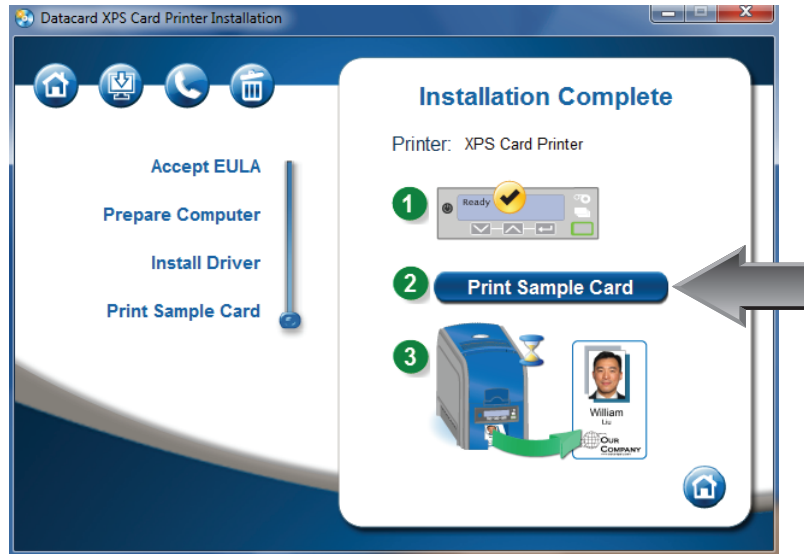 Datacard XPS Card Printer Installation
Accept EULA
Prepare Computer
Install Driver
Print Sample Card
Installation Complete
Printer: XPS Card Printer
1
Ready
2 Print Sample Card
3
William
Liu
OUR
COMPANY